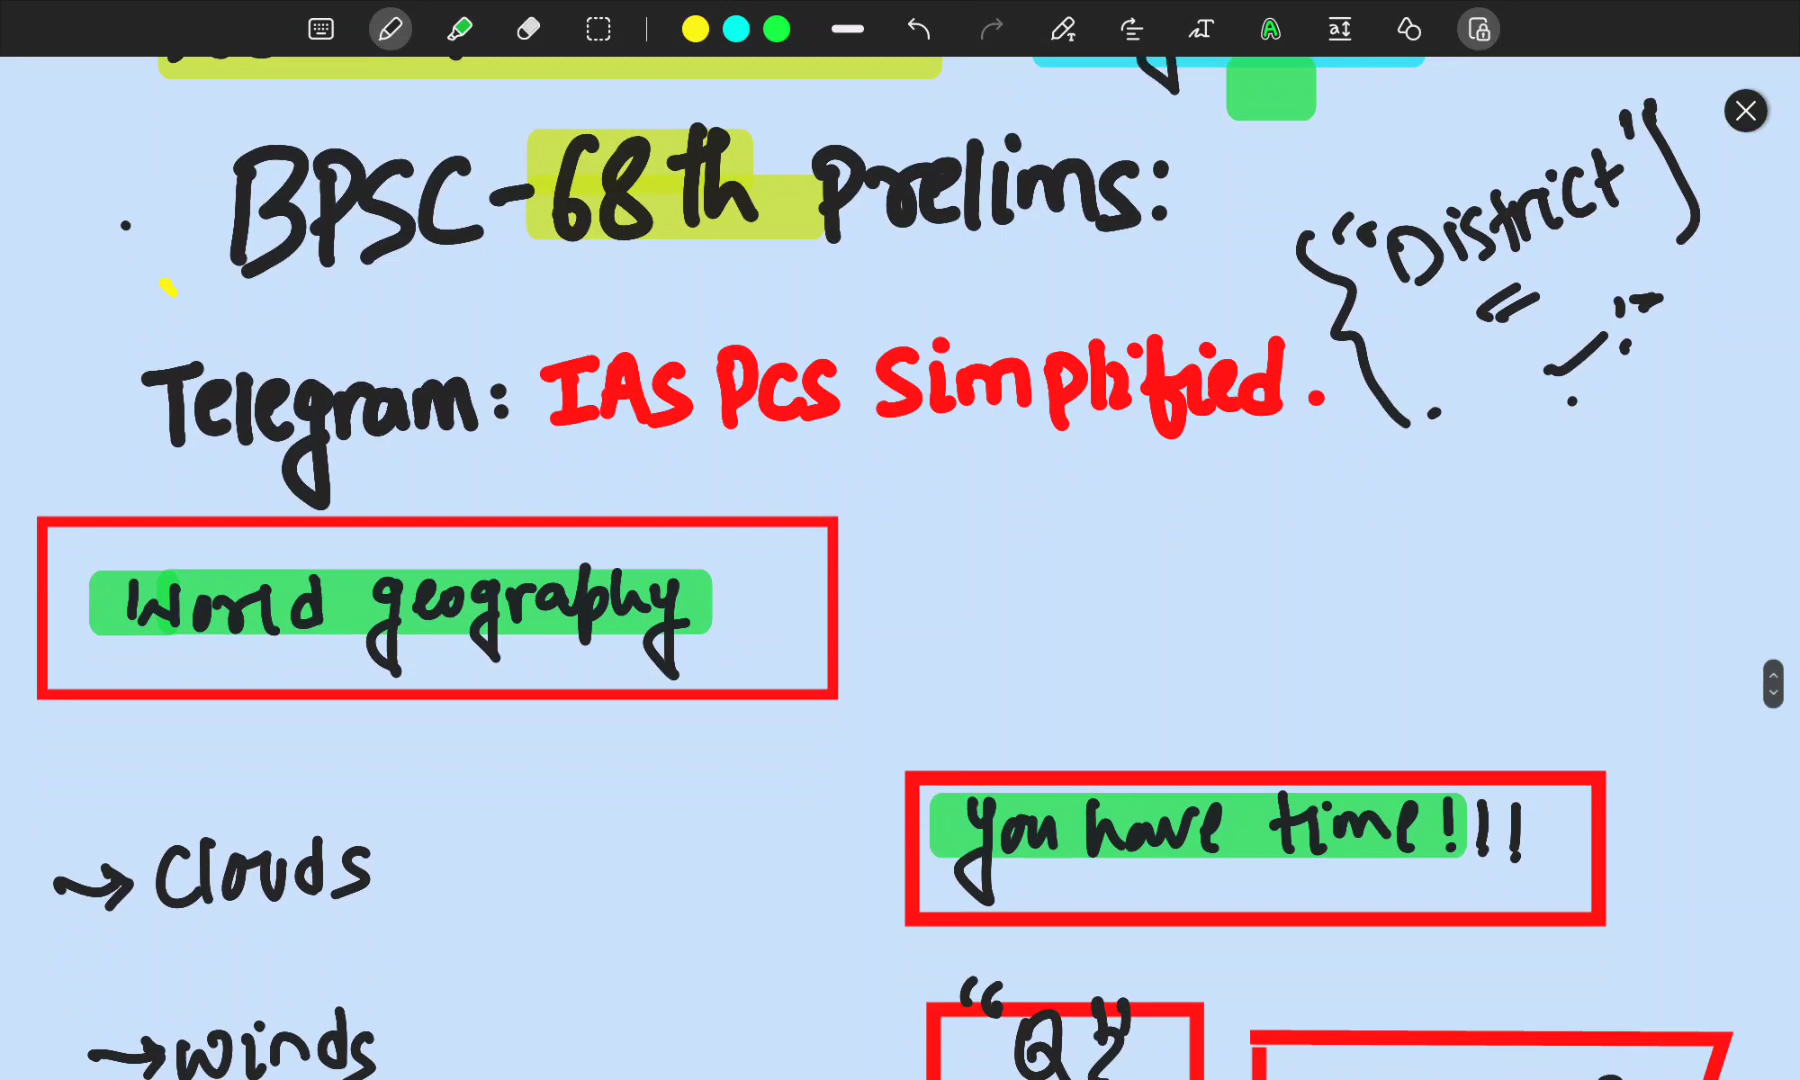 BPSC-68th Prelims:
{"District"}
Telegram: IAS PCS Simplified.
World geography
You have time!!!
→ Clouds
"Q"
→ winds